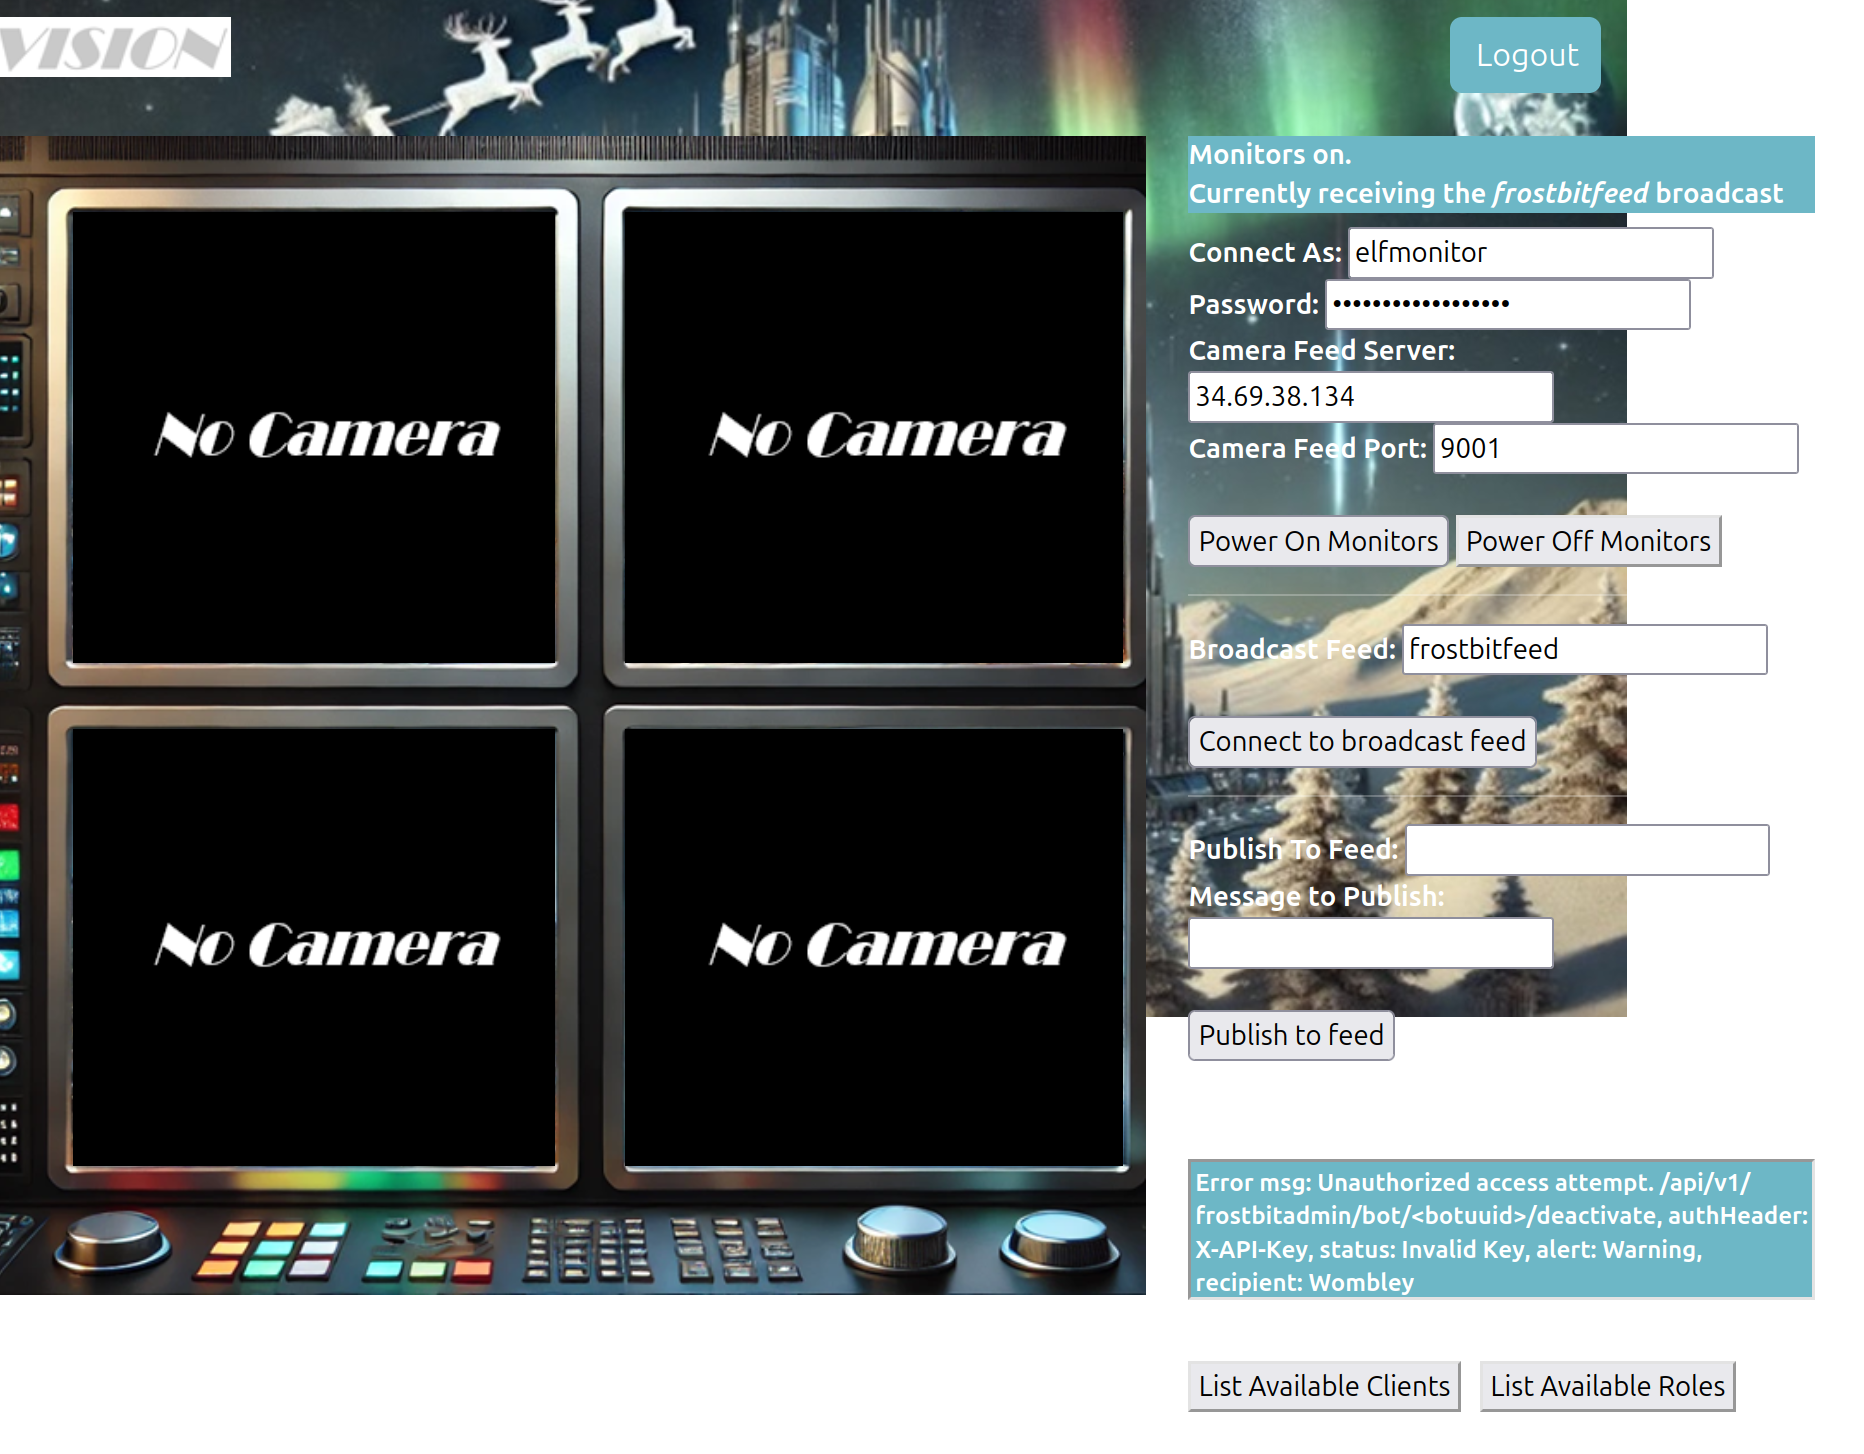 VISION
Logout
Monitors on.
Currently receiving the frostbitfeed broadcast
Connect As: elfmonitor
Password: ••••••••••••••••••
Camera Feed Server:
34.69.38.134
Camera Feed Port: 9001
Power On Monitors Power Off Monitors
Broadcast Feed: frostbitfeed
Connect to broadcast feed
Publish To Feed:
Message to Publish:
Publish to feed
Error msg: Unauthorized access attempt. /api/v1/
frostbitadmin/bot/<botuuid>/deactivate, authHeader:
X-API-Key, status: Invalid Key, alert: Warning,
recipient: Wombley
List Available Clients List Available Roles
No Camera No Camera
No Camera No Camera